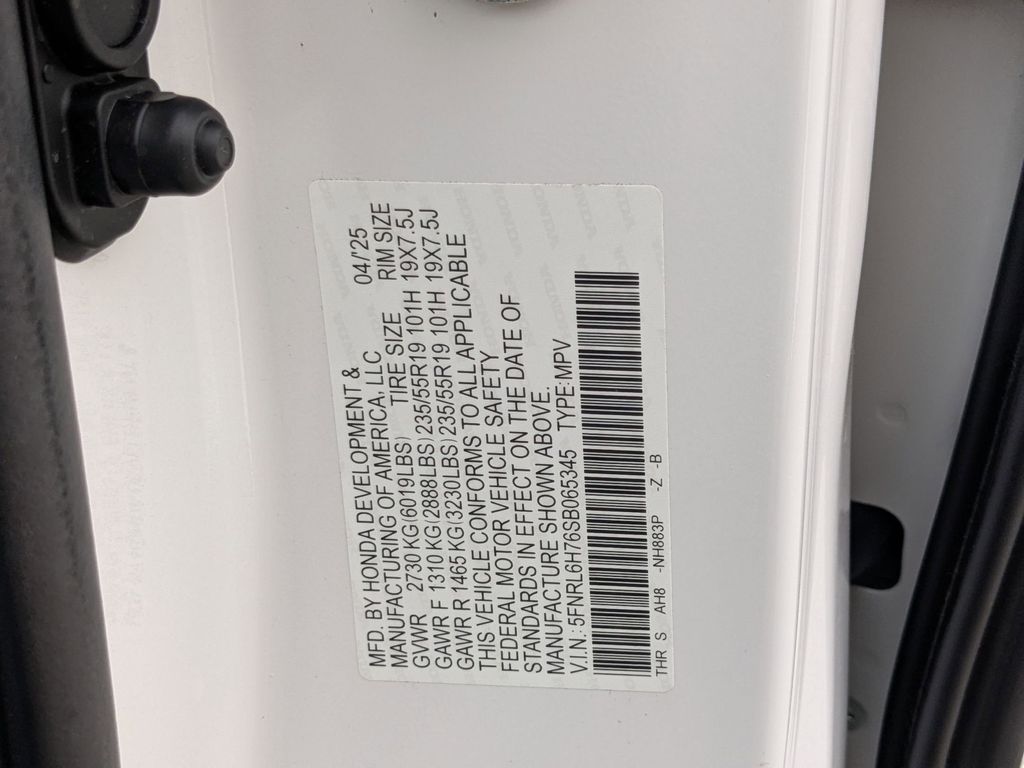 MFD. BY HONDA DEVELOPMENT & 04/'25
MANUFACTURING OF AMERICA, LLC
GVWR 2730 KG(6019LBS) TIRE SIZE RIM SIZE
GAWR F 1310 KG(2888LBS) 235/55R19 101H 19X7.5J
GAWR R 1465 KG(3230LBS) 235/55R19 101H 19X7.5J
THIS VEHICLE CONFORMS TO ALL APPLICABLE
FEDERAL MOTOR VEHICLE SAFETY
STANDARDS IN EFFECT ON THE DATE OF
MANUFACTURE SHOWN ABOVE.
V.I.N.: 5FNRL6H76SB065345 TYPE:MPV
THR S AH8 -NH883P -Z -B